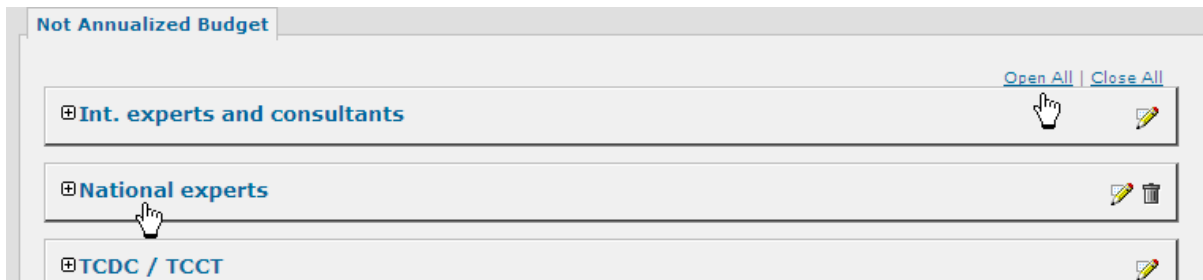 Not Annualized Budget
Open All | Close All
Int. experts and consultants
National experts
TCDC / TCCT